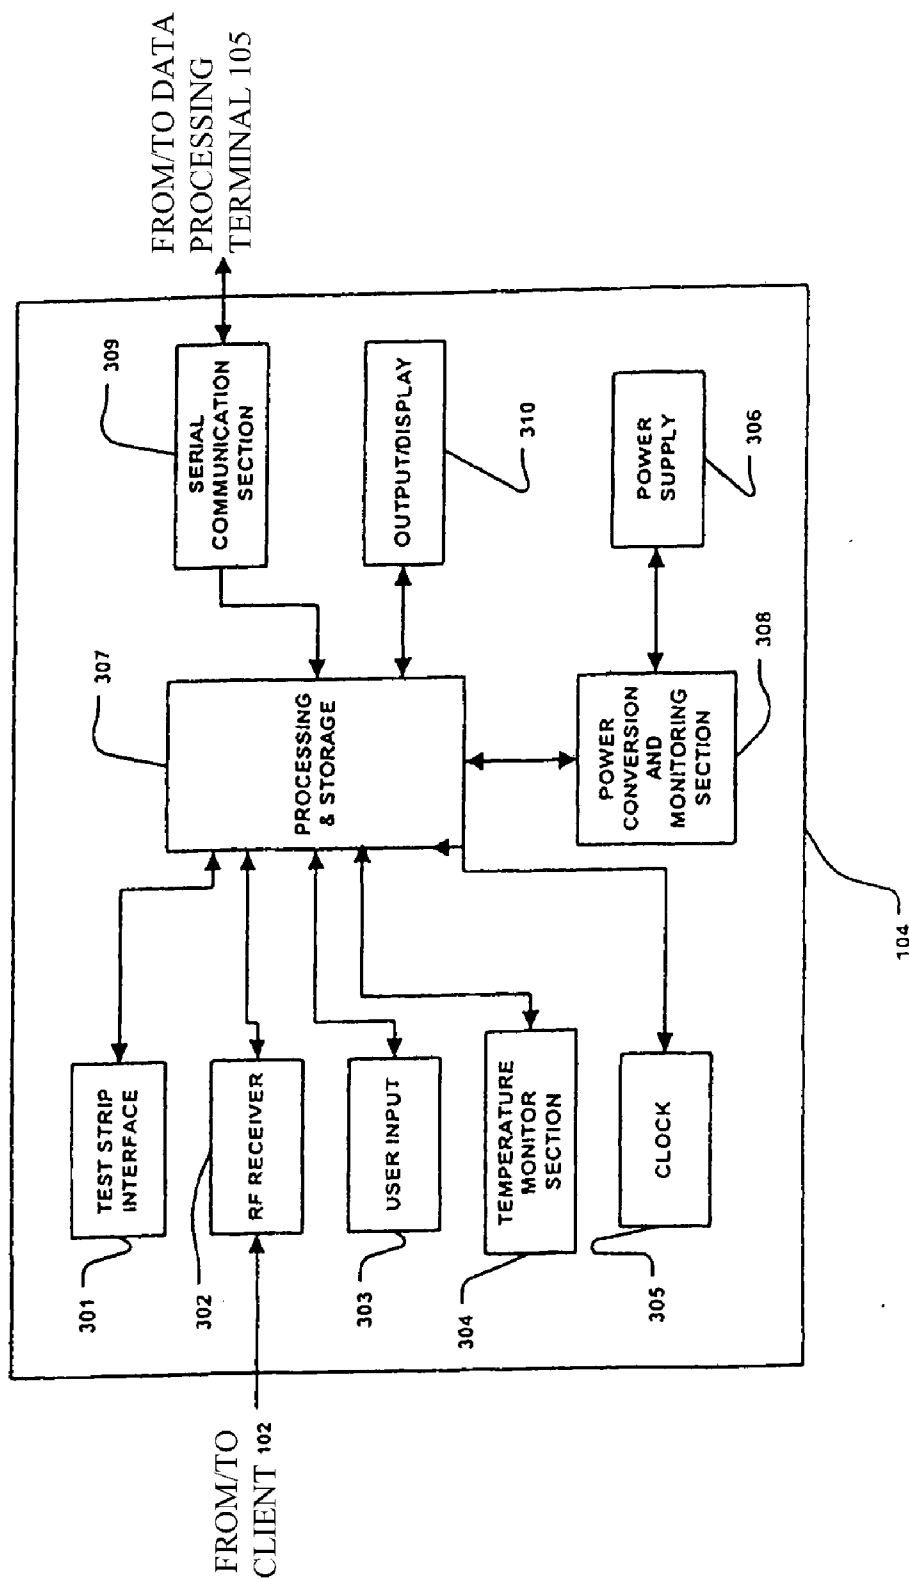 FROM/TO
CLIENT 102
301
TEST STRIP
INTERFACE
302
RF RECEIVER
303
USER INPUT
304
TEMPERATURE
MONITOR
SECTION
305
CLOCK
307
PROCESSING
& STORAGE
309
SERIAL
COMMUNICATION
SECTION
FROM/TO DATA
PROCESSING
TERMINAL 105
OUTPUT/DISPLAY
310
POWER
CONVERSION
AND
MONITORING
SECTION
308
POWER
SUPPLY
306
104